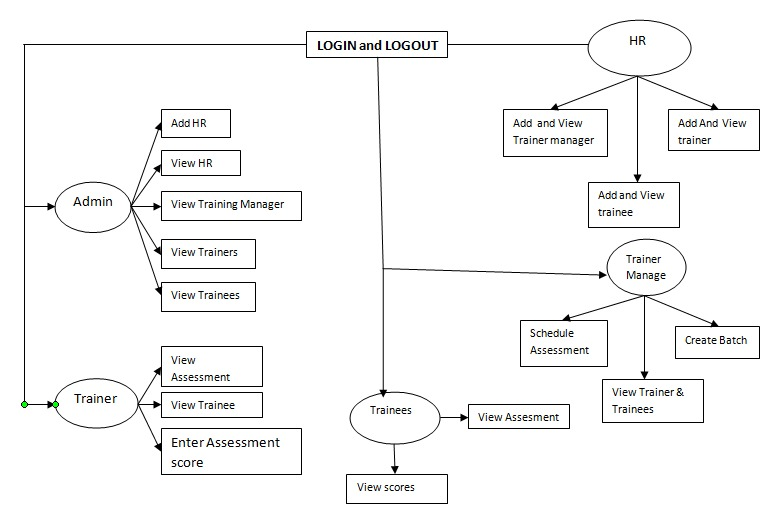 LOGIN and LOGOUT
HR
Add and View
Trainer manager
Add And View
trainer
Add and View
trainee
Add HR
View HR
Admin
View Training Manager
View Trainers
View Trainees
Trainer
Manage
Schedule
Assessment
Create Batch
View Trainer &
Trainees
View
Assessment
Trainer
View Trainee
Enter Assessment
score
Trainees
View Assesment
View scores